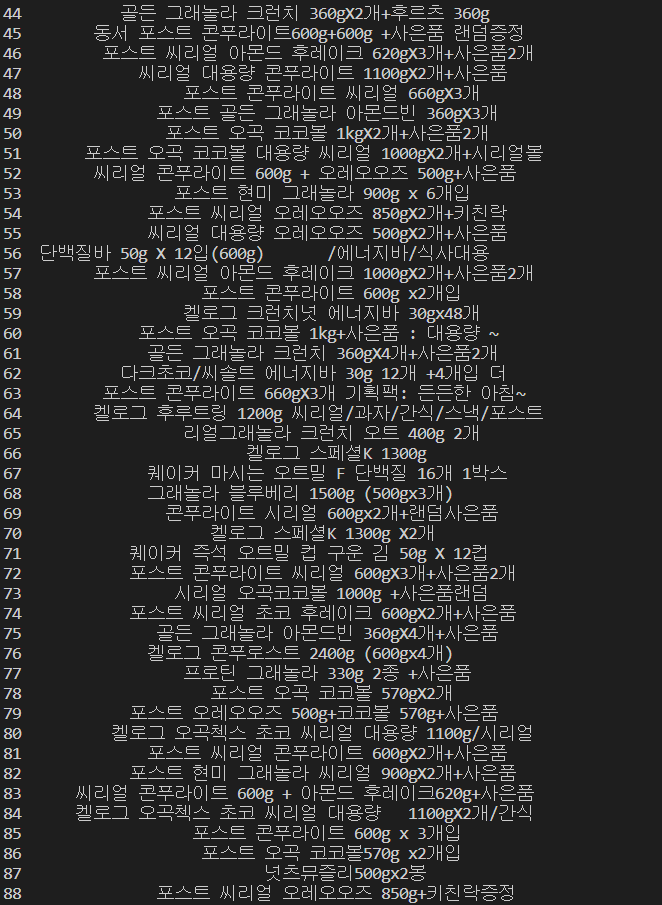 44 골든 그래놀라 크런치 360gX2개+후르츠 360g
45 동서 포스트 콘푸라이트600g+600g +사은품 랜덤증정
46 포스트 씨리얼 아몬드 후레이크 620gX3개+사은품2개
47 씨리얼 대용량 콘푸라이트 1100gX2개+사은품
48 포스트 콘푸라이트 씨리얼 660gX3개
49 포스트 골든 그래놀라 아몬드빈 360gX3개
50 포스트 오곡 코코볼 1kgX2개+사은품2개
51 포스트 오곡 코코볼 대용량 씨리얼 1000gX2개+시리얼볼
52 씨리얼 콘푸라이트 600g + 오레오오즈 500g+사은품
53 포스트 현미 그래놀라 900g x 6개입
54 포스트 씨리얼 오레오오즈 850gX2개+키친락
55 씨리얼 대용량 오레오오즈 500gX2개+사은품
56 단백질바 50g X 12입(600g) /에너지바/식사대용
57 포스트 씨리얼 아몬드 후레이크 1000gX2개+사은품2개
58 포스트 콘푸라이트 600g x2개입
59 켈로그 크런치넛 에너지바 30gx48개
60 포스트 오곡 코코볼 1kg+사은품 : 대용량 ~
61 골든 그래놀라 크런치 360gX4개+사은품2개
62 다크초코/씨솔트 에너지바 30g 12개 +4개입 더
63 포스트 콘푸라이트 660gX3개 기획팩: 든든한 아침~
64 켈로그 후루트링 1200g 씨리얼/과자/간식/스낵/포스트
65 리얼그래놀라 크런치 오트 400g 2개
66 켈로그 스페셜K 1300g
67 퀘이커 마시는 오트밀 F 단백질 16개 1박스
68 그래놀라 블루베리 1500g (500gx3개)
69 콘푸라이트 시리얼 600gx2개+랜덤사은품
70 켈로그 스페셜K 1300g X2개
71 퀘이커 즉석 오트밀 컵 구운 김 50g X 12컵
72 포스트 콘푸라이트 씨리얼 600gX3개+사은품2개
73 시리얼 오곡코코볼 1000g +사은품랜덤
74 포스트 씨리얼 초코 후레이크 600gX2개+사은품
75 골든 그래놀라 아몬드빈 360gX4개+사은품
76 켈로그 콘푸로스트 2400g (600gx4개)
77 프로틴 그래놀라 330g 2종 +사은품
78 포스트 오곡 코코볼 570gX2개
79 포스트 오레오오즈 500g+코코볼 570g+사은품
80 켈로그 오곡첵스 초코 씨리얼 대용량 1100g/시리얼
81 포스트 씨리얼 콘푸라이트 600gX2개+사은품
82 포스트 현미 그래놀라 씨리얼 900gX2개+사은품
83 씨리얼 콘푸라이트 600g + 아몬드 후레이크620g+사은품
84 켈로그 오곡첵스 초코 씨리얼 대용량 1100gX2개/간식
85 포스트 콘푸라이트 600g x 3개입
86 포스트 오곡 코코볼570g x2개입
87 넛츠뮤즐리500gx2봉
88 포스트 씨리얼 오레오오즈 850g+키친락증정